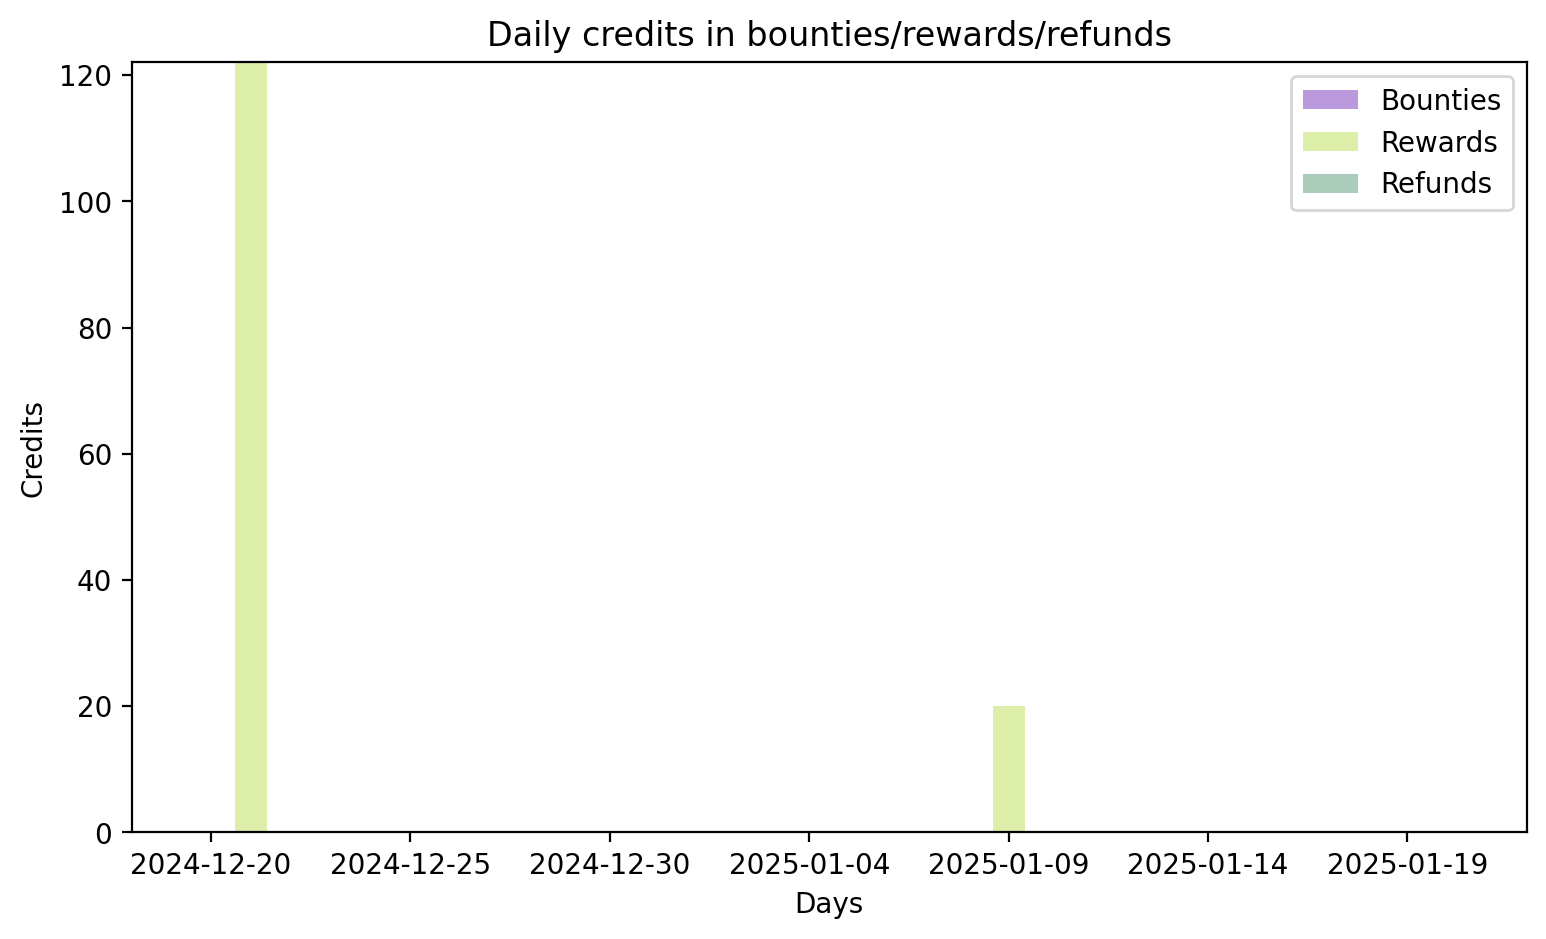 Daily credits in bounties/rewards/refunds
120
100
80
60
40
20
0
Credits
Bounties
Rewards
Refunds
2024-12-20 2024-12-25 2024-12-30 2025-01-04 2025-01-09 2025-01-14 2025-01-19
Days